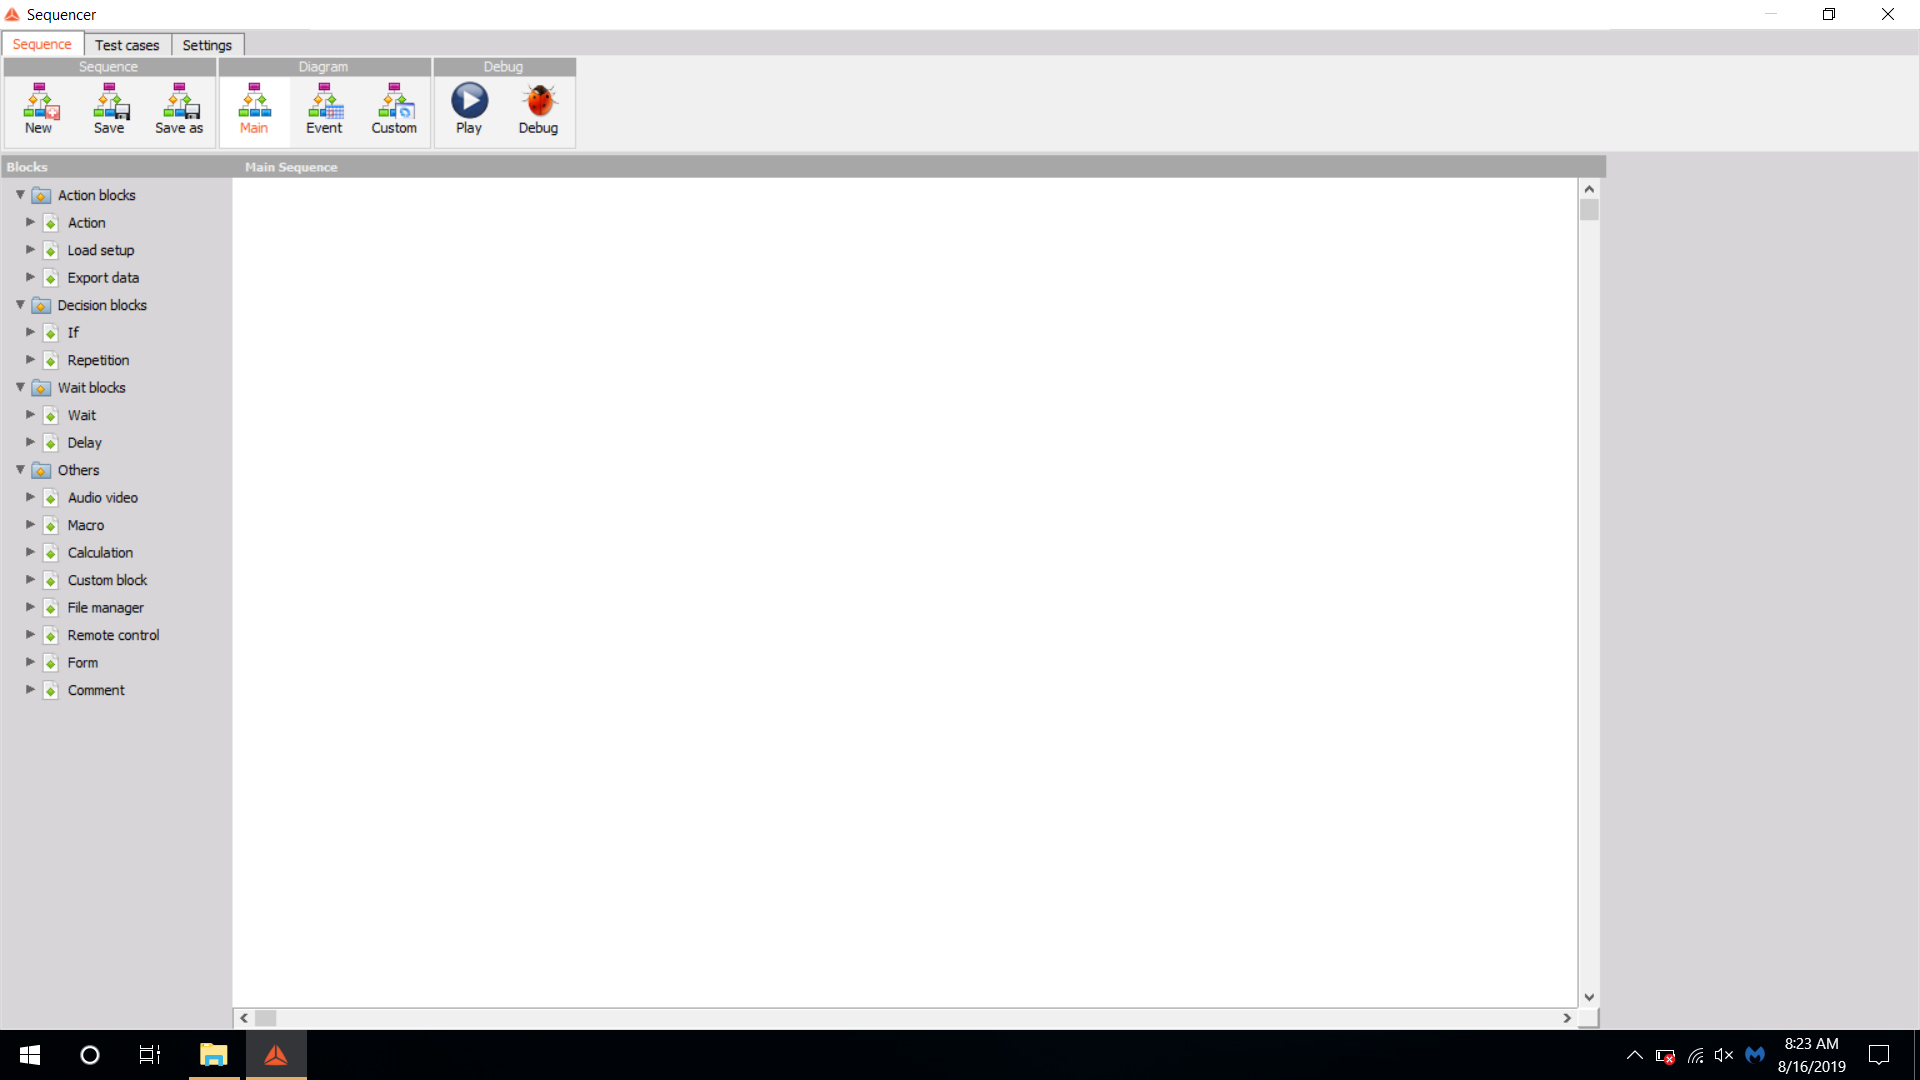 Sequencer
Sequence Test cases Settings
Sequence Diagram Debug
New Save Save as Main Event Custom Play Debug
Blocks Main Sequence
Action blocks
Action
Load setup
Export data
Decision blocks
If
Repetition
Wait blocks
Wait
Delay
Others
Audio video
Macro
Calculation
Custom block
File manager
Remote control
Form
Comment
8:23 AM
8/16/2019